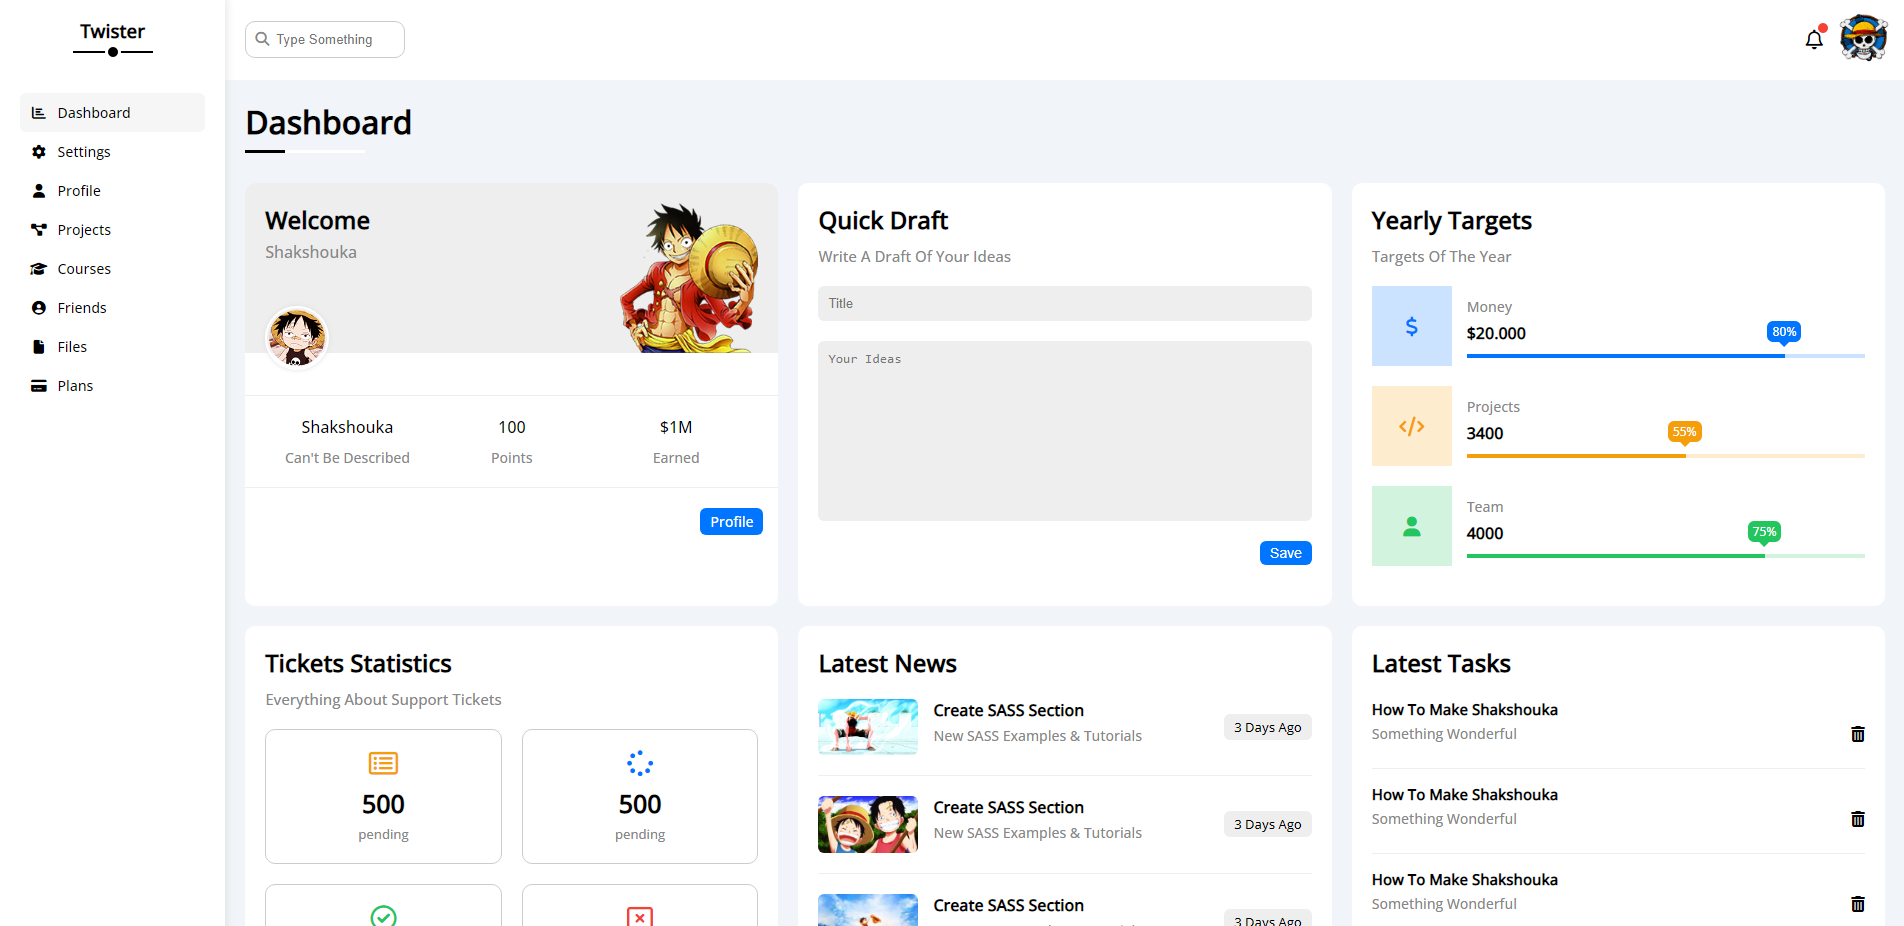 Twister
Type Something
Dashboard
Settings
Profile
Projects
Courses
Friends
Files
Plans
Dashboard
Welcome
Shakshouka
Shakshouka
Can't Be Described
100
Points
$1M
Earned
Profile
Quick Draft
Write A Draft Of Your Ideas
Title
Your Ideas
Save
Yearly Targets
Targets Of The Year
Money
$20.000
80%
Projects
3400
55%
Team
4000
75%
Tickets Statistics
Everything About Support Tickets
500
pending
500
pending
Latest News
Create SASS Section
New SASS Examples & Tutorials
3 Days Ago
Create SASS Section
New SASS Examples & Tutorials
3 Days Ago
Create SASS Section
3 Days Ago
Latest Tasks
How To Make Shakshouka
Something Wonderful
How To Make Shakshouka
Something Wonderful
How To Make Shakshouka
Something Wonderful